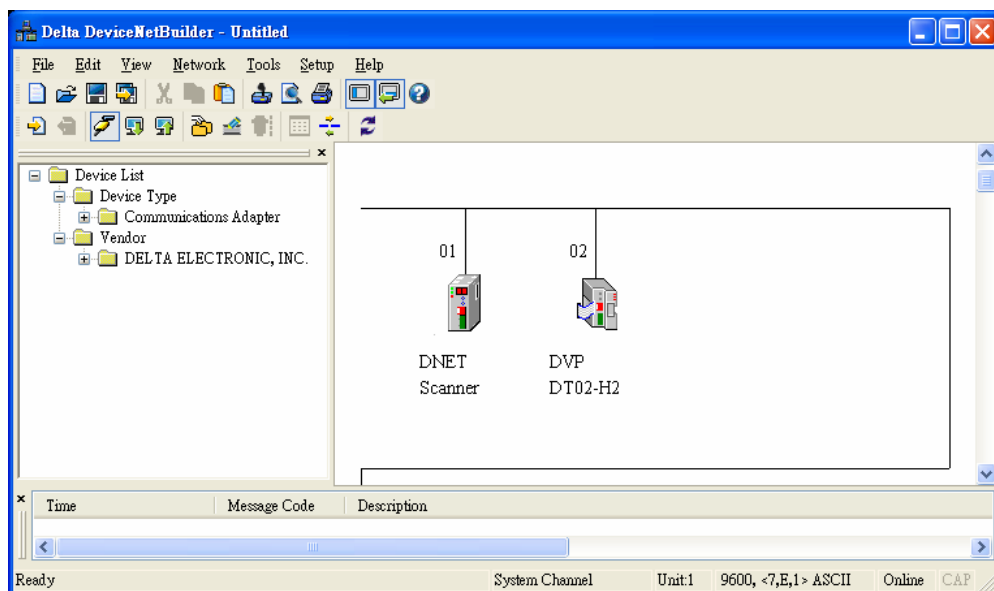 Delta DeviceNetBuilder - Untitled
File Edit View Network Tools Setup Help
Device List
Device Type
Communications Adapter
Vendor
DELTA ELECTRONIC, INC.
01 02
DNET DVP
Scanner DT02-H2
Time Message Code Description
Ready System Channel Unit:1 9600, <7,E,1> ASCII Online CAP